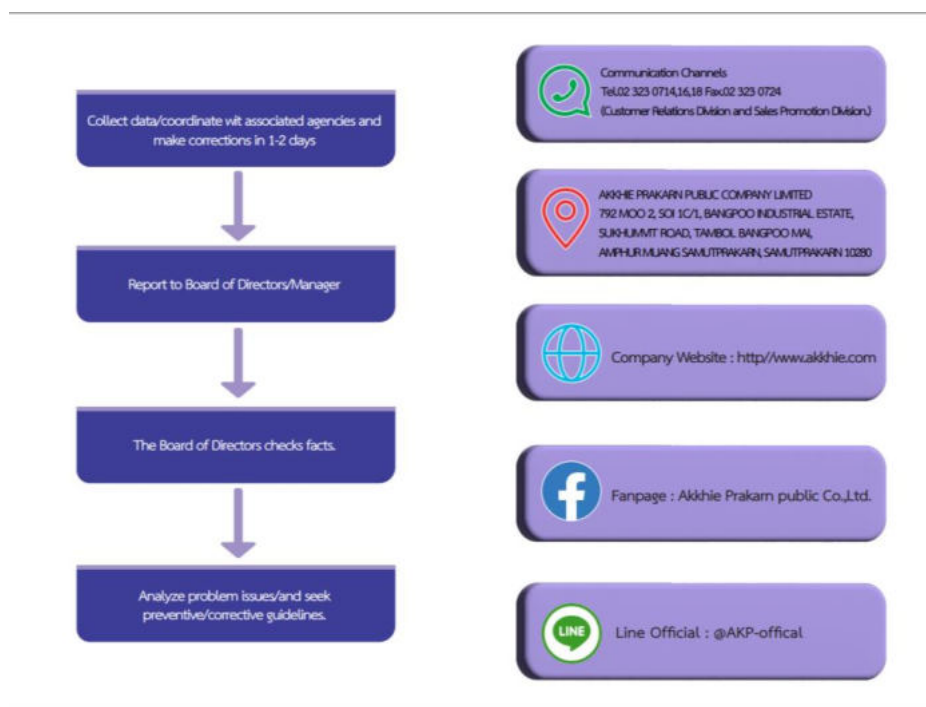 Collect data/coordinate wit associated agencies and
make corrections in 1-2 days
Report to Board of Directors/Manager
The Board of Directors checks facts.
Analyze problem issues/and seek
preventive/corrective guidelines.
Communication Channels
Tel.02 323 0714,16,18 Fax.02 323 0724
(Customer Relations Division and Sales Promotion Division.)
AKKHIE PRAKARN PUBLIC COMPANY LIMITED
792 MOO 2, SOI 1C/1, BANGPOO INDUSTRIAL ESTATE,
SUKHUMVIT ROAD, TAMBOL BANGPOO MAI,
AMPHUR MUANG SAMUTPRAKARN, SAMUTPRAKARN 10280
Company Website : http//www.akkhie.com
Fanpage : Akkhie Prakarn public Co.,Ltd.
LINE
Line Official : @AKP-offical